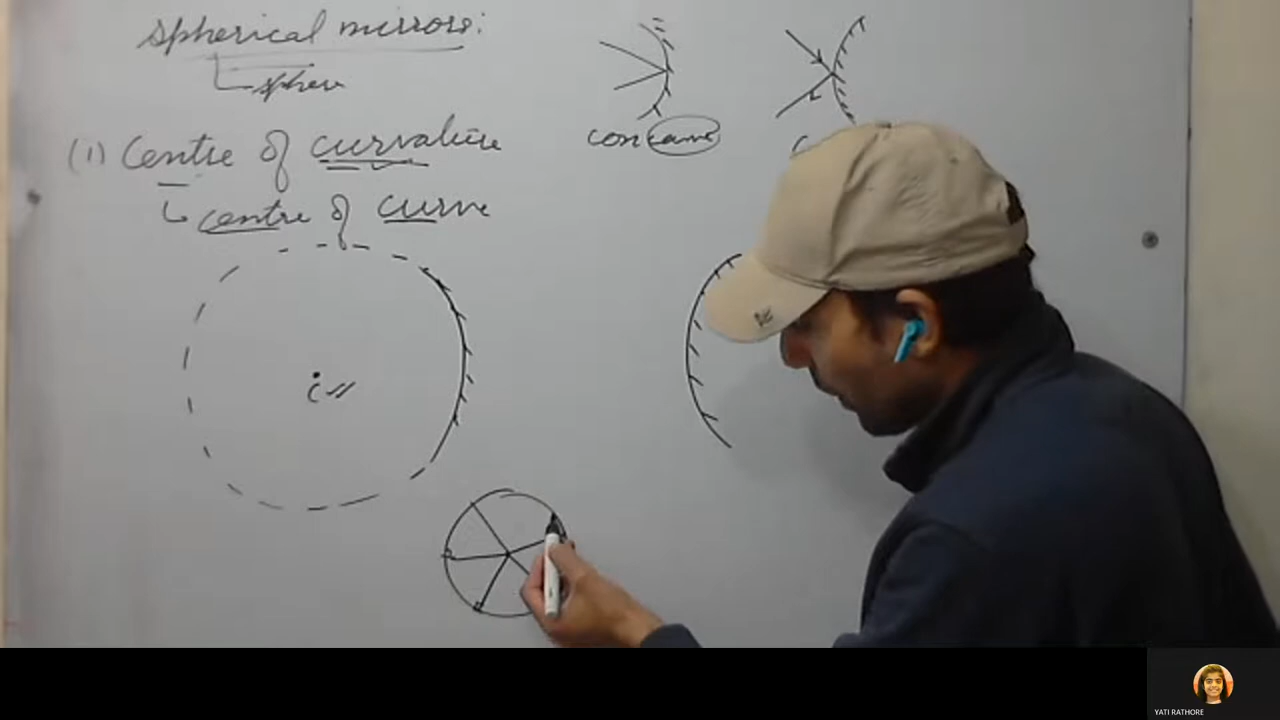 Spherical mirrors:
sphere
(1) Centre of curvature
centre of curve
concave
C
YATI RATHORE